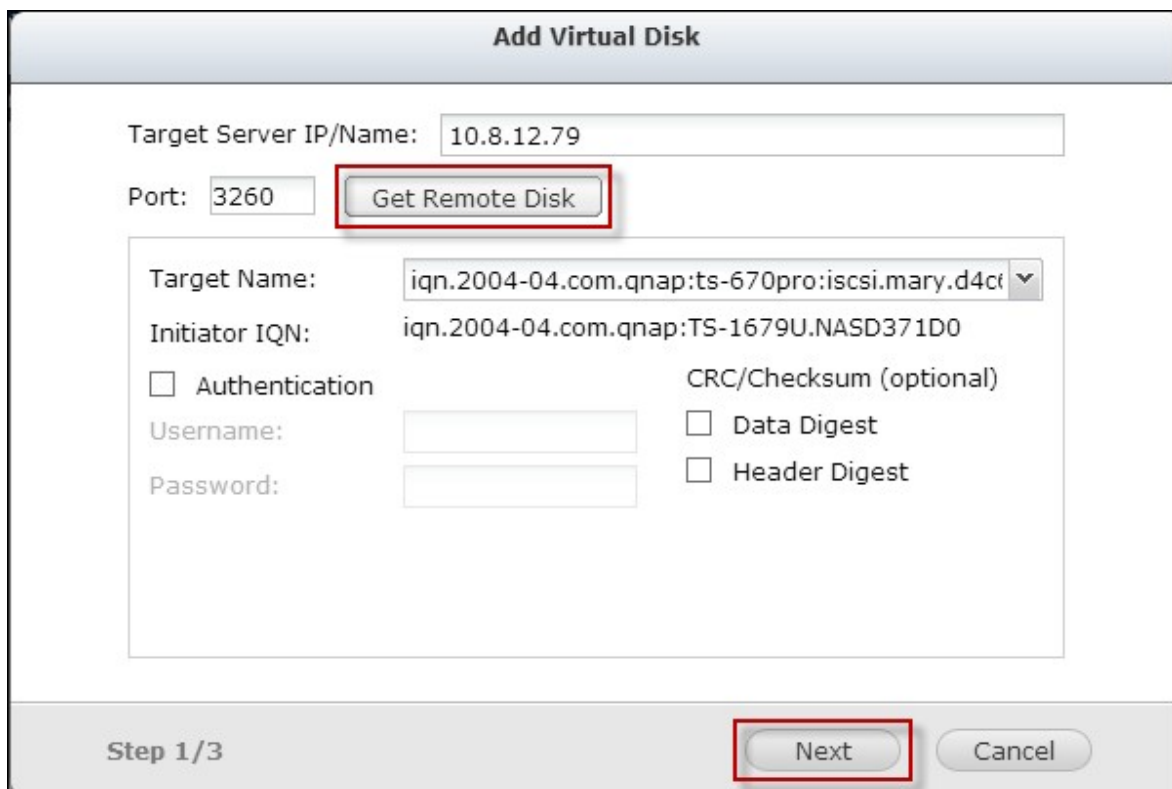 Add Virtual Disk
Target Server IP/Name: 10.8.12.79
Port: 3260 Get Remote Disk
Target Name: iqn.2004-04.com.qnap:ts-670pro:iscsi.mary.d4c
Initiator IQN: iqn.2004-04.com.qnap:TS-1679U.NASD371D0
Authentication CRC/Checksum (optional)
Username: Data Digest
Password: Header Digest
Step 1/3 Next Cancel